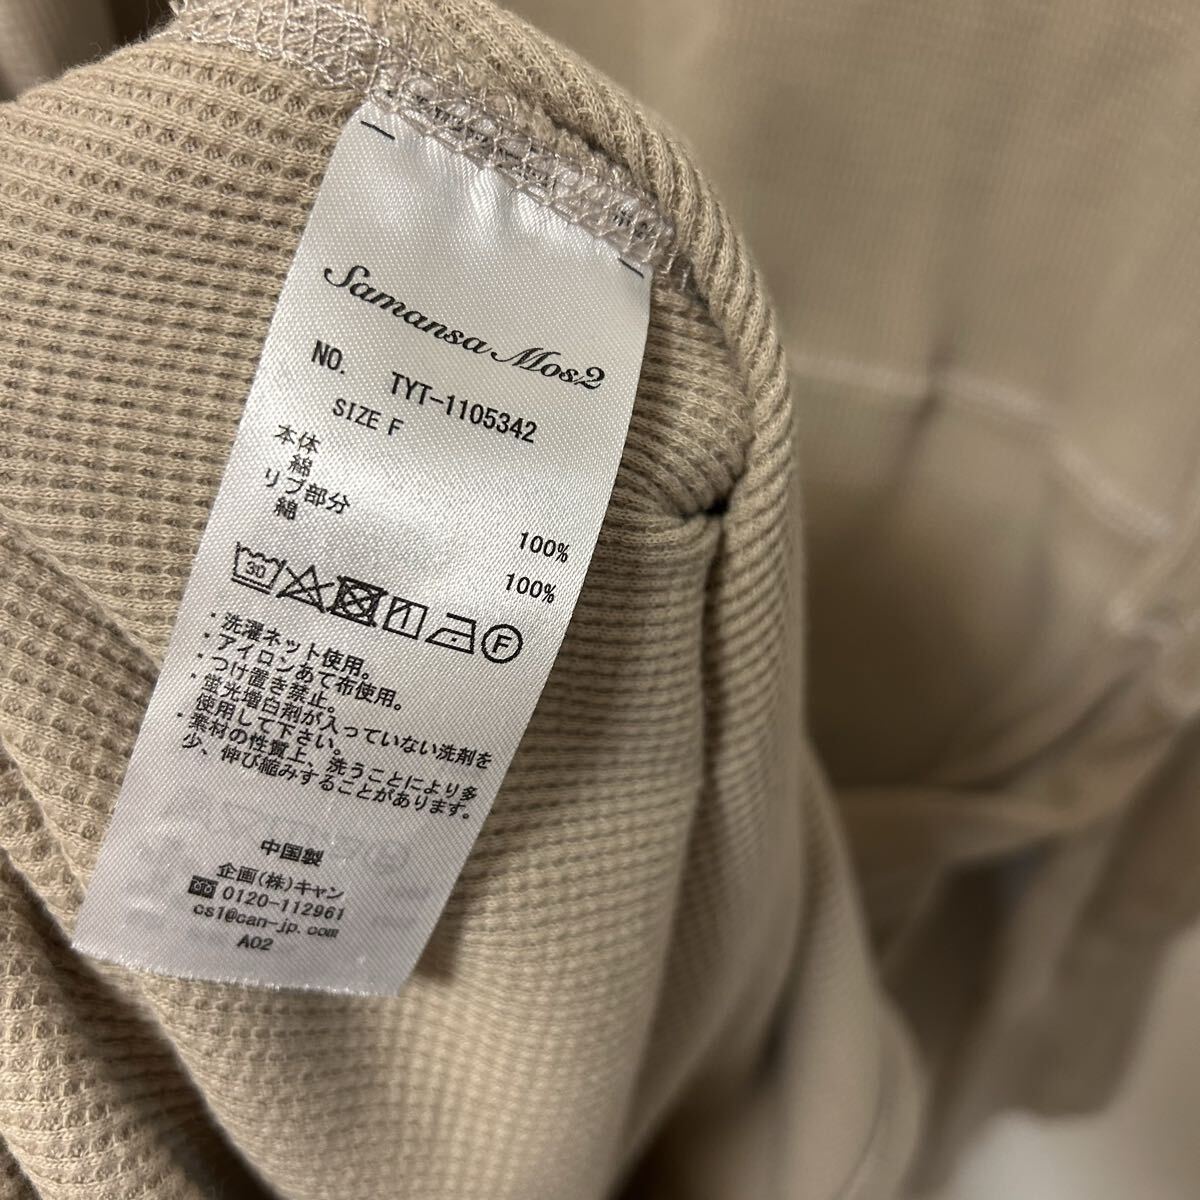 Samansa Mos2
NO. TYT-1105342
SIZE F
本体
綿 100%
リブ部分
綿 100%
30
F
・洗濯ネット使用。
・アイロンあて布使用。
・つけ置き禁止。
・蛍光増白剤が入っていない洗剤を
使用して下さい。
・素材の性質上、洗うことにより多
少、伸び縮みすることがあります。
中国製
企画(株)キャン
0120-112961
cs1@can-jp.com
A02